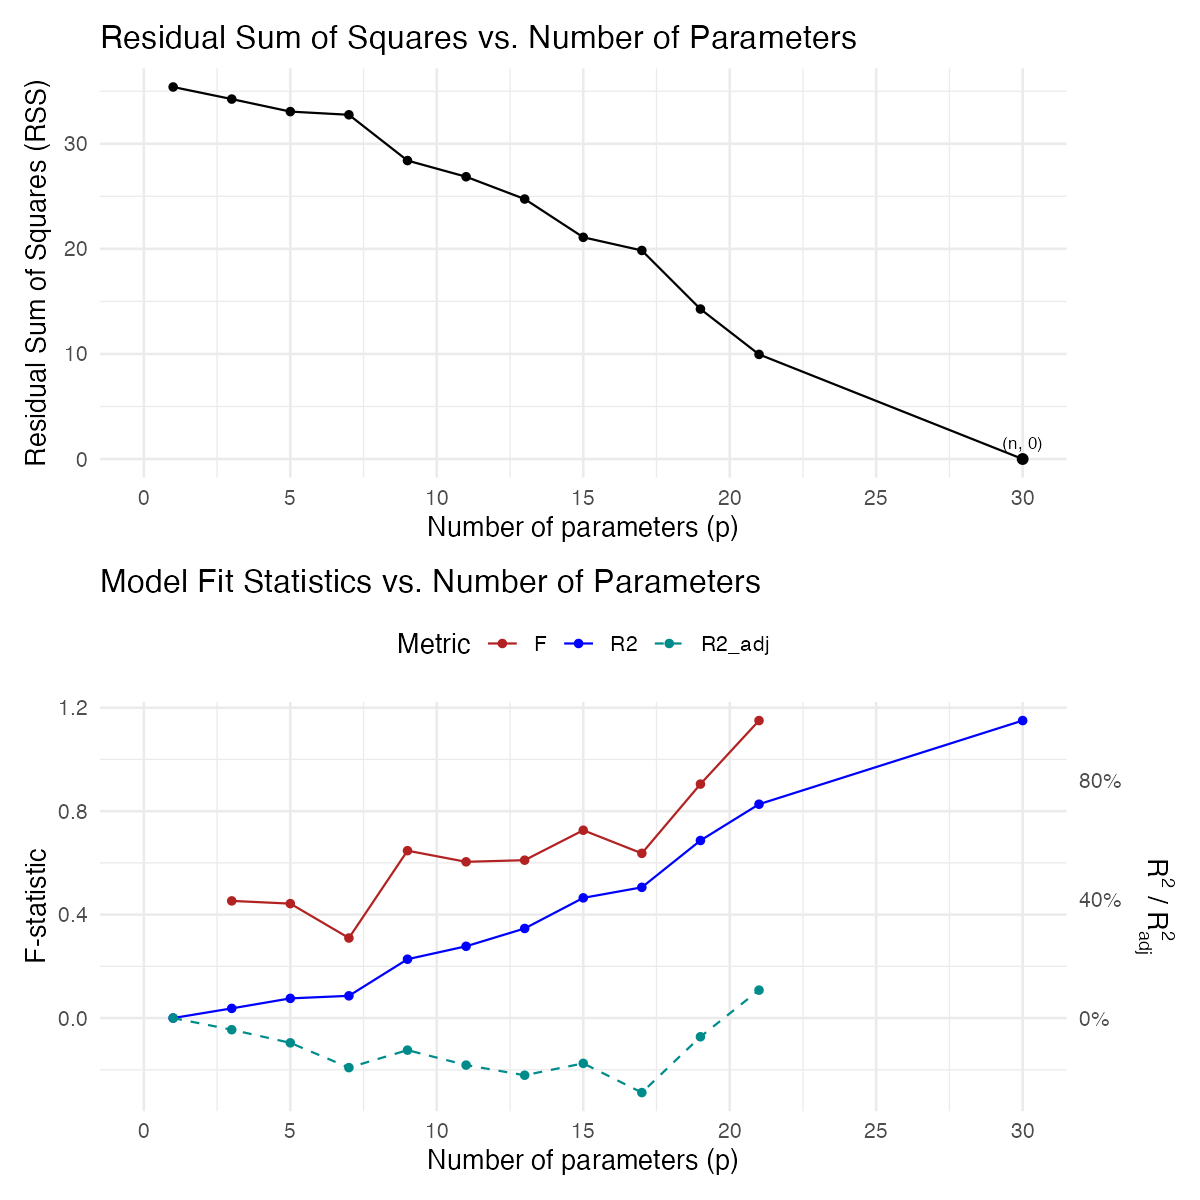 Residual Sum of Squares vs. Number of Parameters
Residual Sum of Squares (RSS)
30
20
10
0
(n, 0)
0 5 10 15 20 25 30
Number of parameters (p)
Model Fit Statistics vs. Number of Parameters
Metric F R2 R2_adj
F-statistic
1.2
0.8
0.4
0.0
80%
40%
0%
R² / R²adj
0 5 10 15 20 25 30
Number of parameters (p)